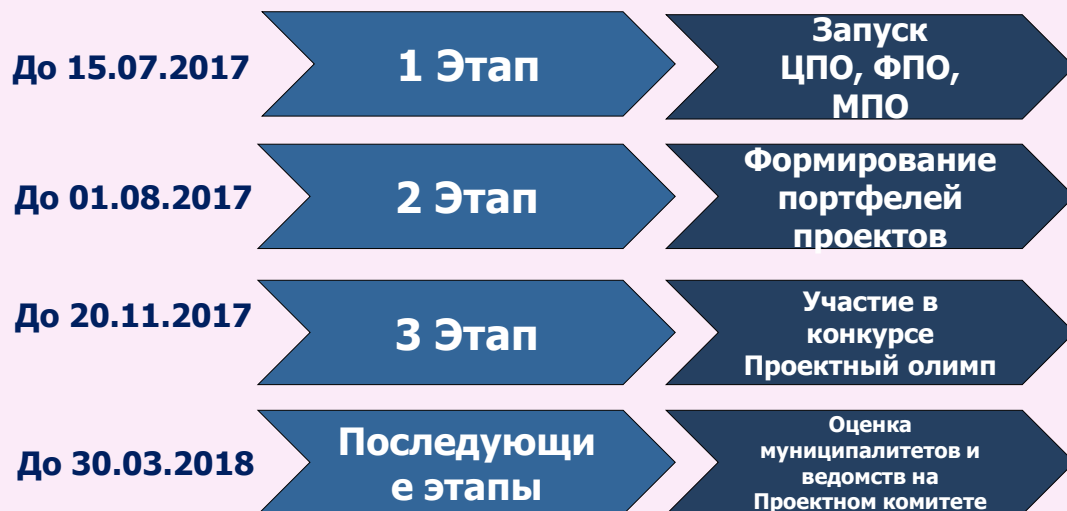 До 15.07.2017
1 Этап
Запуск
ЦПО, ФПО,
МПО
До 01.08.2017
2 Этап
Формирование
портфелей
проектов
До 20.11.2017
3 Этап
Участие в
конкурсе
Проектный олимп
До 30.03.2018
Последующи
е этапы
Оценка
муниципалитетов и
ведомств на
Проектном комитете